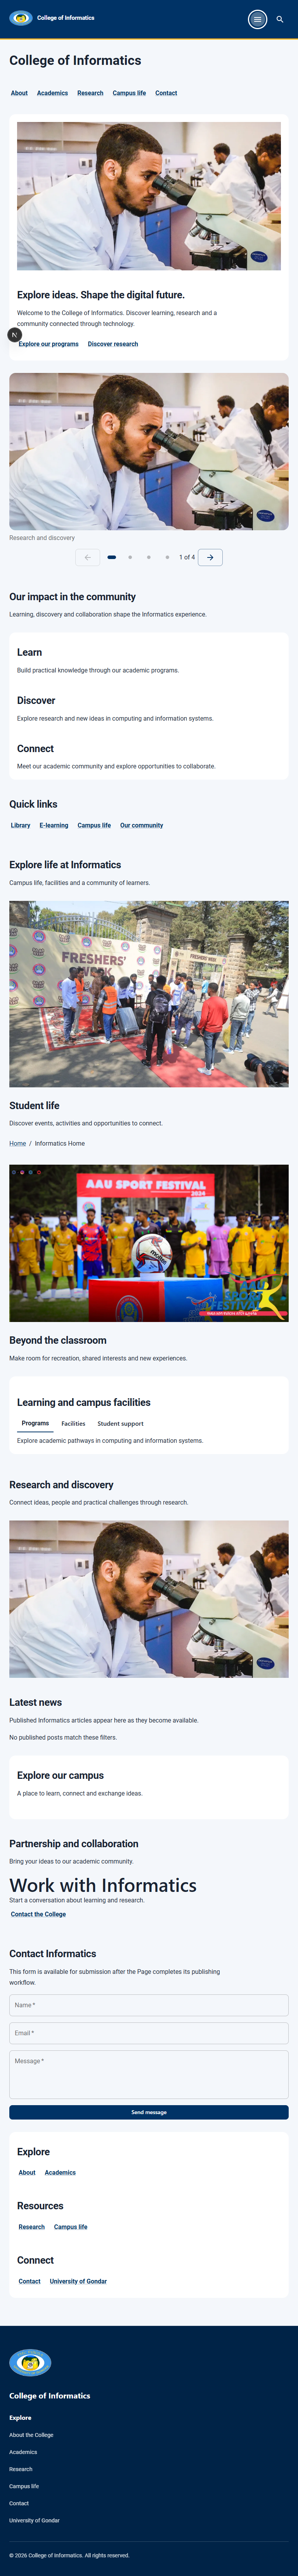 College of Informatics
College of Informatics
About Academics Research Campus life Contact
Explore ideas. Shape the digital future.
Welcome to the College of Informatics. Discover learning, research and a
community connected through technology.
N
Explore our programs Discover research
Research and discovery
1 of 4
Our impact in the community
Learning, discovery and collaboration shape the Informatics experience.
Learn
Build practical knowledge through our academic programs.
Discover
Explore research and new ideas in computing and information systems.
Connect
Meet our academic community and explore opportunities to collaborate.
Quick links
Library E-learning Campus life Our community
Explore life at Informatics
Campus life, facilities and a community of learners.
FRESHERS'
WEEK
FRESHER WEEK
Student life
Discover events, activities and opportunities to connect.
Home / Informatics Home
AAU SPORT FESTIVAL
2024
FESTIVAL
Beyond the classroom
Make room for recreation, shared interests and new experiences.
Learning and campus facilities
Programs Facilities Student support
Explore academic pathways in computing and information systems.
Research and discovery
Connect ideas, people and practical challenges through research.
Latest news
Published Informatics articles appear here as they become available.
No published posts match these filters.
Explore our campus
A place to learn, connect and exchange ideas.
Partnership and collaboration
Bring your ideas to our academic community.
Work with Informatics
Start a conversation about learning and research.
Contact the College
Contact Informatics
This form is available for submission after the Page completes its publishing
workflow.
Name *
Email *
Message *
Send message
Explore
About Academics
Resources
Research Campus life
Connect
Contact University of Gondar
College of Informatics
Explore
About the College
Academics
Research
Campus life
Contact
University of Gondar
© 2026 College of Informatics. All rights reserved.